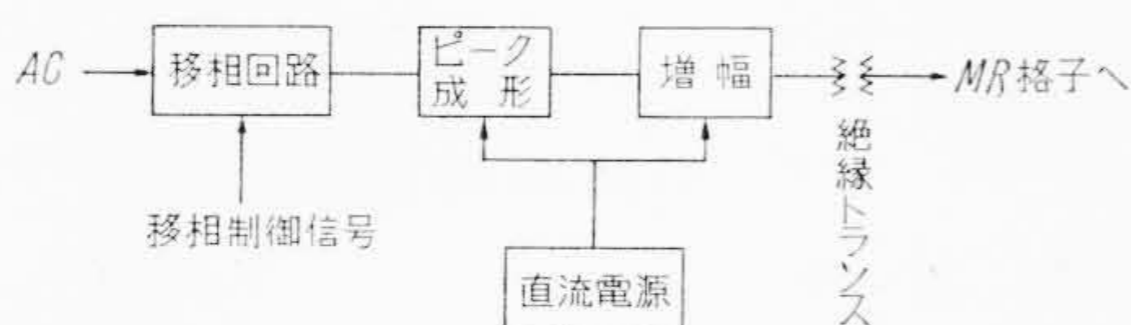 AC
移相回路
ピーク
成形
増幅
MR格子へ
移相制御信号
直流電源
絶縁トランス